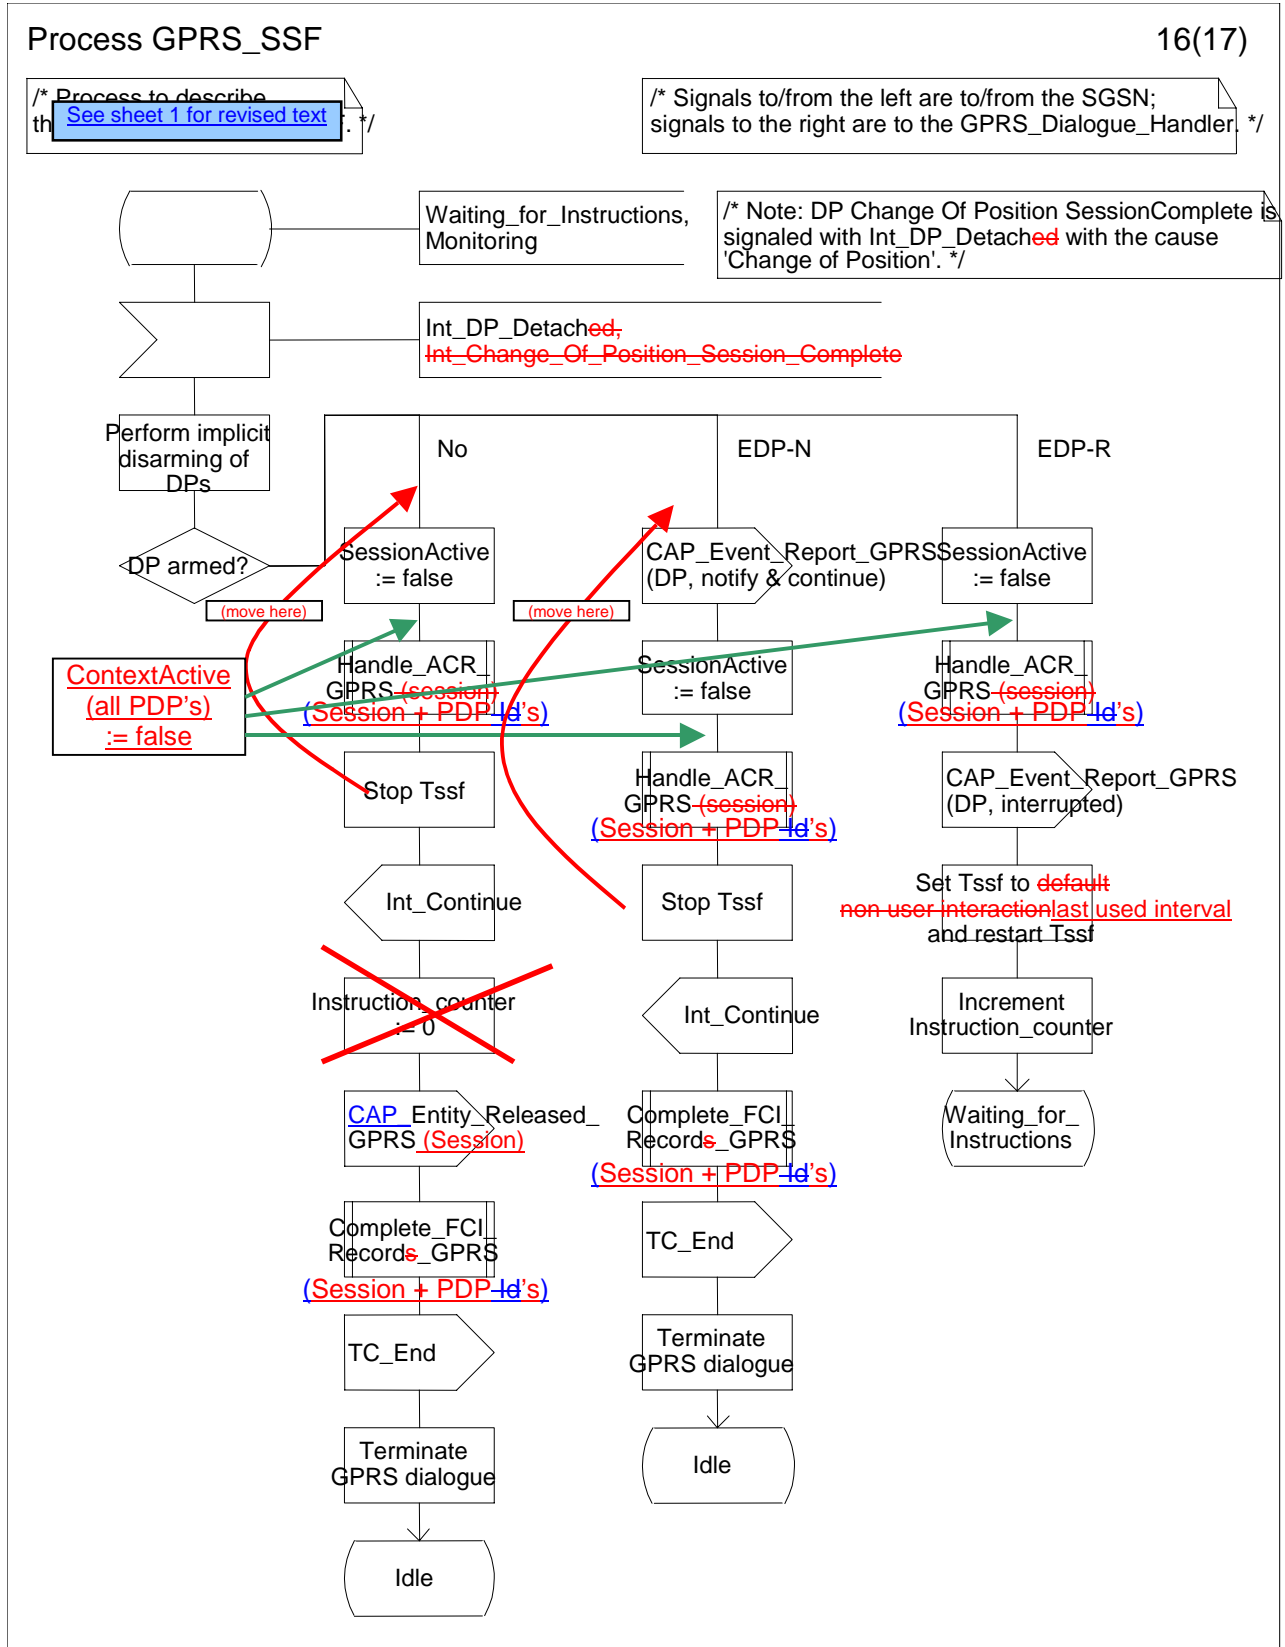 Process GPRS_SSF
16(17)
/* Process to describe
th
F. */
See sheet 1 for revised text
/* Signals to/from the left are to/from the SGSN;
signals to the right are to the GPRS_Dialogue_Handler. */
Waiting_for_Instructions,
Monitoring
/* Note: DP Change Of Position SessionComplete is
signaled with Int_DP_Detached with the cause
'Change of Position'. */
Int_DP_Detached,
Int_Change_Of_Position_Session_Complete
Perform implicit
disarming of
DPs
DP armed?
No
EDP-N
EDP-R
SessionActive
:= false
(move here)
Handle_ACR_
GPRS (session)
(Session + PDP Id's)
ContextActive
(all PDP's)
:= false
Stop Tssf
Int_Continue
Instruction_counter
:= 0
CAP_Entity_Released_
GPRS (Session)
Complete_FCI_
Records_GPRS
(Session + PDP Id's)
TC_End
Terminate
GPRS dialogue
Idle
CAP_Event_Report_GPRS
(DP, notify & continue)
(move here)
SessionActive
:= false
Handle_ACR_
GPRS (session)
(Session + PDP Id's)
Stop Tssf
Int_Continue
Complete_FCI_
Records_GPRS
(Session + PDP Id's)
TC_End
Terminate
GPRS dialogue
Idle
SessionActive
:= false
Handle_ACR_
GPRS (session)
(Session + PDP Id's)
CAP_Event_Report_GPRS
(DP, interrupted)
Set Tssf to default
non user interactionlast used interval
and restart Tssf
Increment
Instruction_counter
Waiting_for_
Instructions